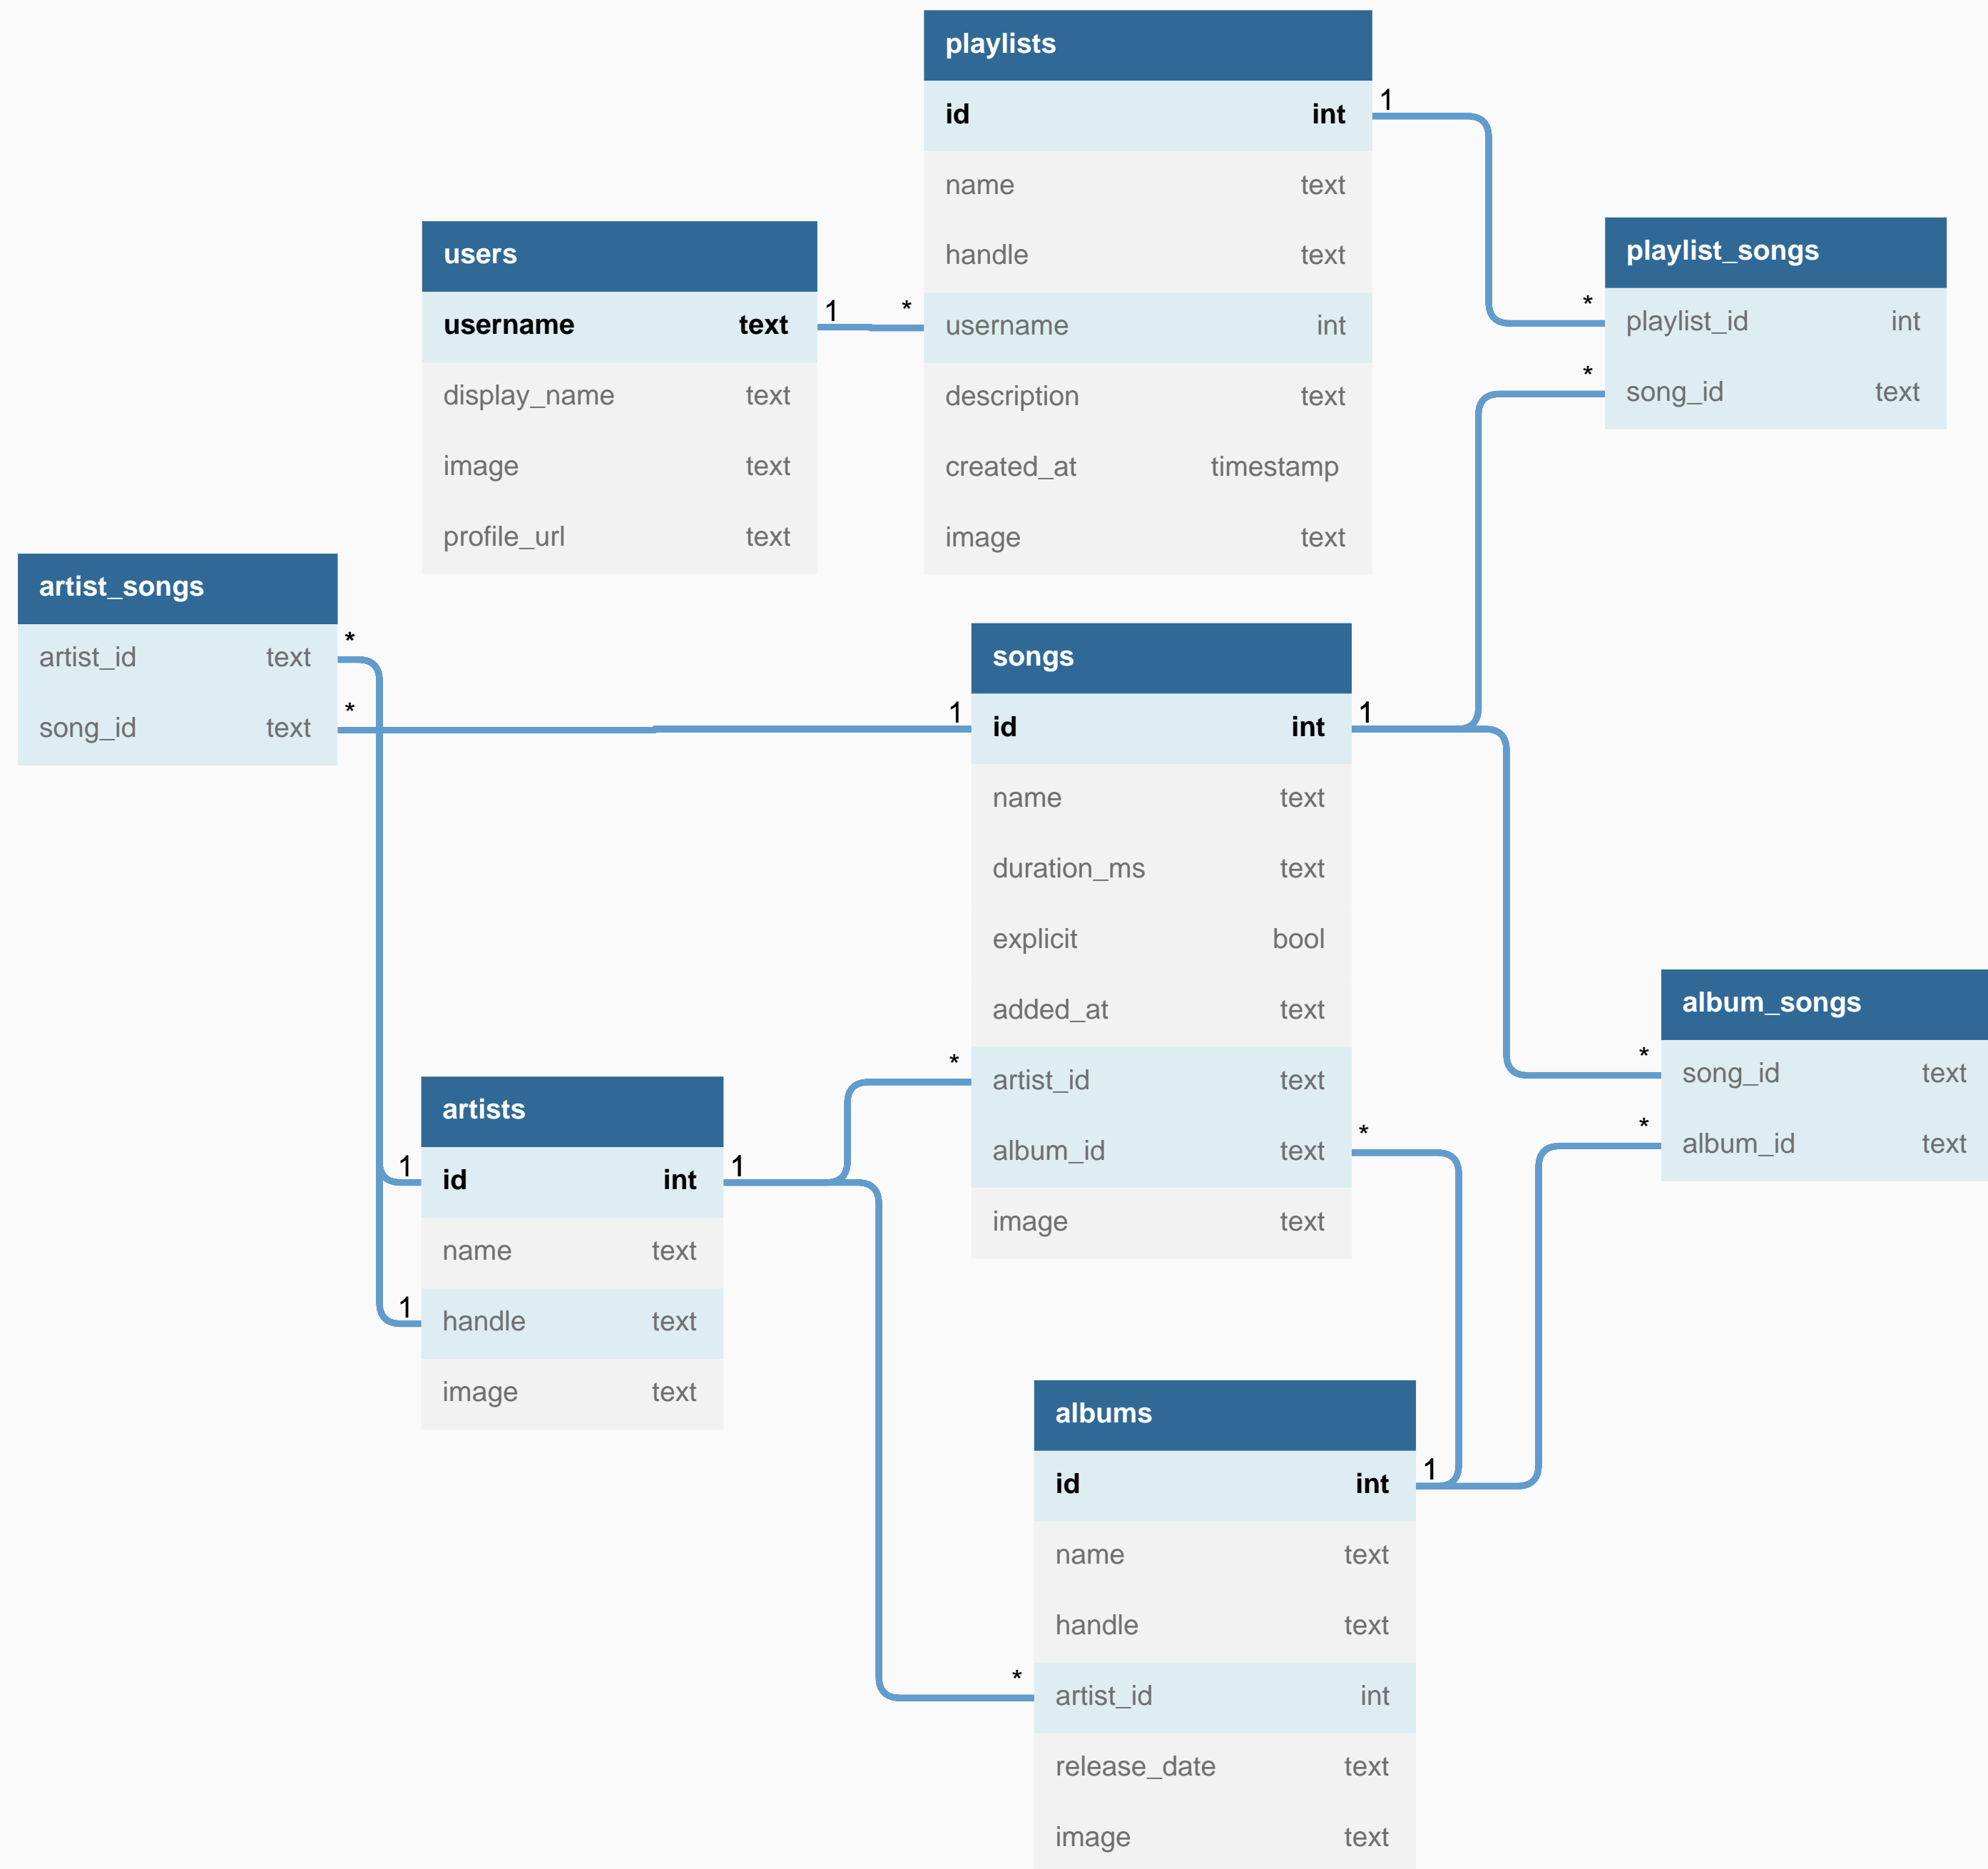 playlists
id int
name text
handle text
username int
description text
created_at timestamp
image text
1
*
users
username text
display_name text
image text
profile_url text
1
*
playlist_songs
playlist_id int
song_id text
*
*
artist_songs
artist_id text
song_id text
*
*
songs
id int
name text
duration_ms text
explicit bool
added_at text
artist_id text
album_id text
image text
1
1
*
*
album_songs
song_id text
album_id text
*
*
artists
id int
name text
handle text
image text
1
1
1
albums
id int
name text
handle text
artist_id int
release_date text
image text
1
*